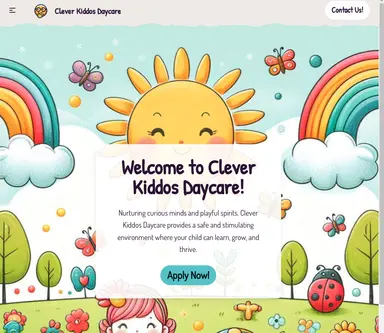 Clever Kiddos Daycare
Contact Us!
Welcome to Clever
Kiddos Daycare!
Nurturing curious minds and playful spirits. Clever
Kiddos Daycare provides a safe and stimulating
environment where your child can learn, grow, and
thrive.
Apply Now!